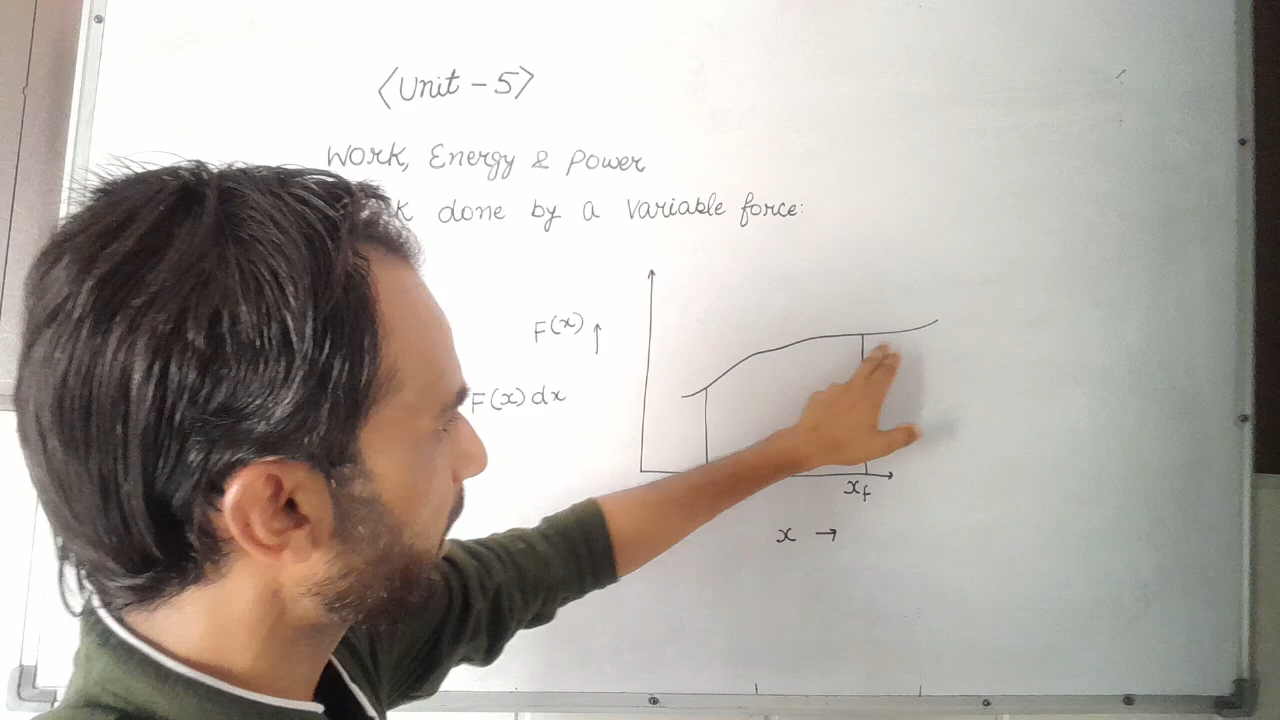 <Unit - 5>
Work, Energy & Power
done by a variable force:
F(x) ↑
F(x) dx
x_f
x →